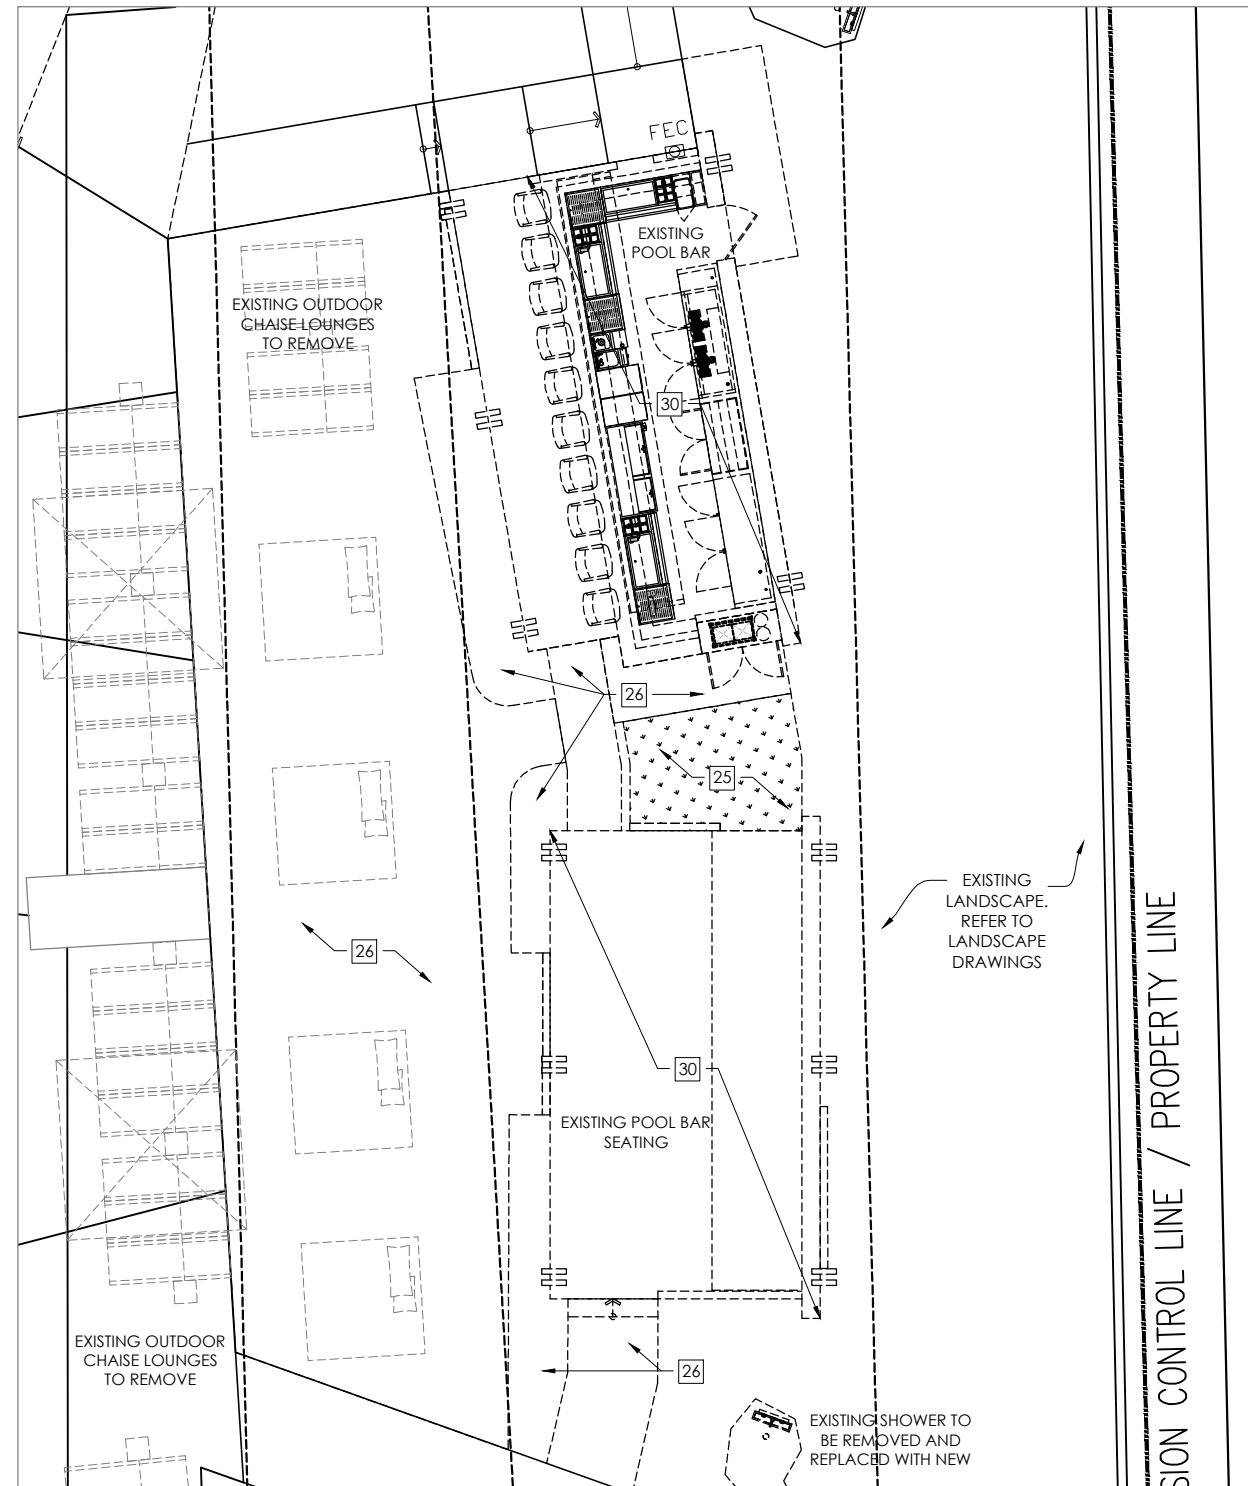 FEC
EXISTING
POOL BAR
EXISTING OUTDOOR
CHAISE LOUNGES
TO REMOVE
30
26
25
EXISTING
LANDSCAPE.
REFER TO
LANDSCAPE
DRAWINGS
26
30
EXISTING POOL BAR
SEATING
SION CONTROL LINE / PROPERTY LINE
EXISTING OUTDOOR
CHAISE LOUNGES
TO REMOVE
26
EXISTING SHOWER TO
BE REMOVED AND
REPLACED WITH NEW